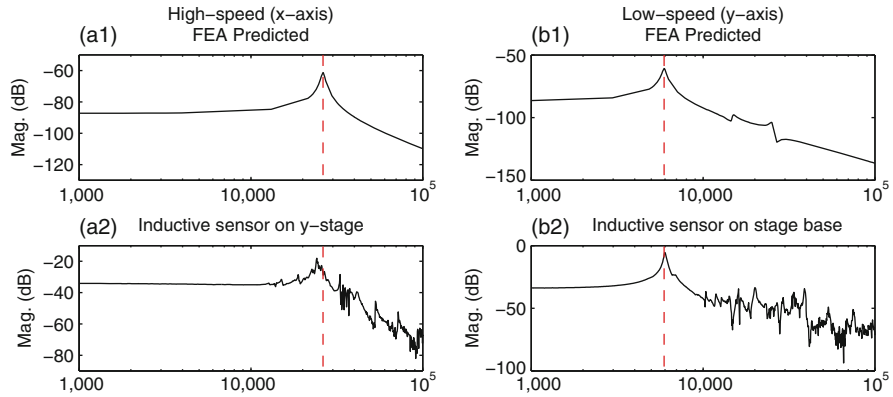 High-speed (x-axis)
(a1) FEA Predicted
Mag. (dB)
−60
−80
−100
−120
1,000 10,000 10^5
Low-speed (y-axis)
(b1) FEA Predicted
Mag. (dB)
−50
−100
−150
1,000 10,000 10^5
(a2) Inductive sensor on y-stage
Mag. (dB)
−20
−40
−60
−80
1,000 10,000 10^5
(b2) Inductive sensor on stage base
Mag. (dB)
0
−50
−100
1,000 10,000 10^5